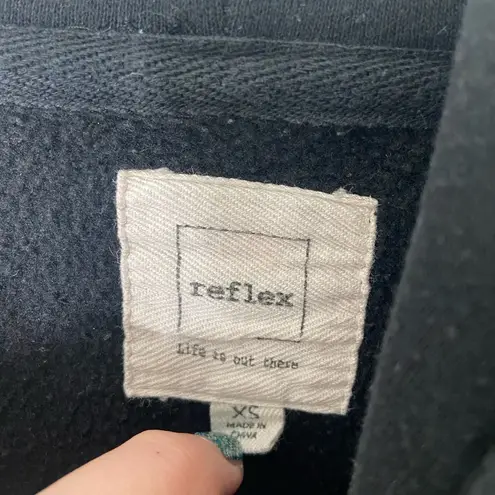 reflex
Life is out there
XS
MADE IN
CHINA